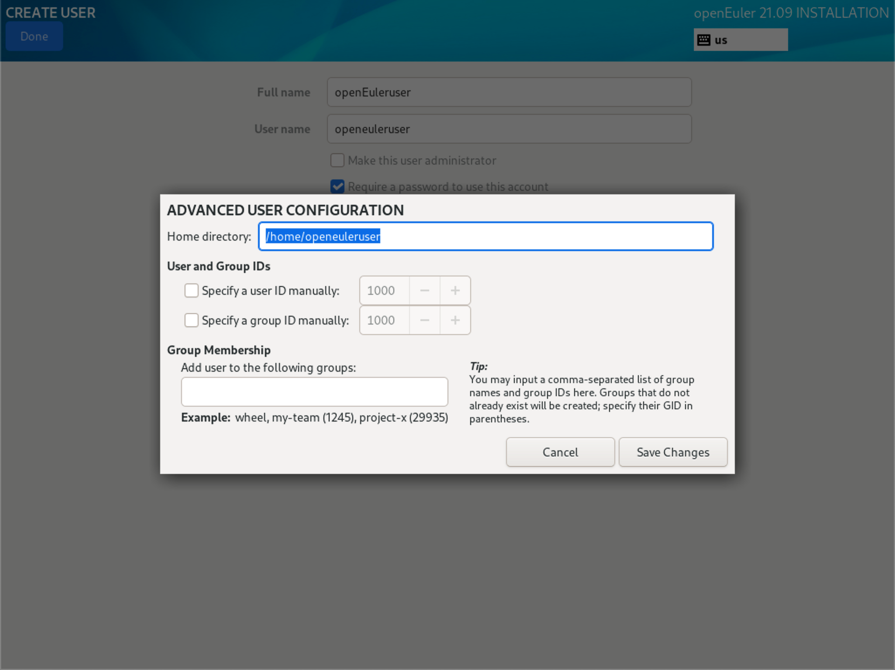 CREATE USER
openEuler 21.09 INSTALLATION
Done
us
Full name
openEuleruser
User name
openeuleruser
Make this user administrator
Require a password to use this account
ADVANCED USER CONFIGURATION
Home directory:
/home/openeuleruser
User and Group IDs
Specify a user ID manually:
1000
Specify a group ID manually:
1000
Group Membership
Add user to the following groups:
Example: wheel, my-team (1245), project-x (29935)
Tip:
You may input a comma-separated list of group
names and group IDs here. Groups that do not
already exist will be created; specify their GID in
parentheses.
Cancel
Save Changes